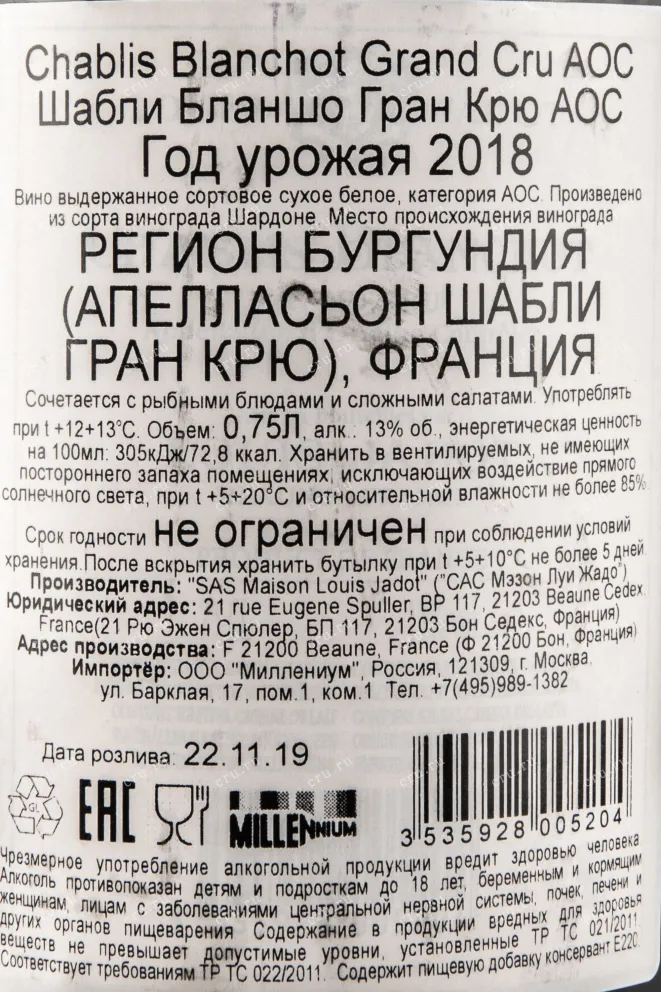 Chablis Blanchot Grand Cru AOC
Шабли Бланшо Гран Крю АОС
Год урожая 2018
Вино выдержанное сортовое сухое белое, категория АОС. Произведено
из сорта винограда Шардоне. Место происхождения винограда
РЕГИОН БУРГУНДИЯ
(АПЕЛЛАСЬОН ШАБЛИ
ГРАН КРЮ), ФРАНЦИЯ
Сочетается с рыбными блюдами и сложными салатами. Употреблять
при t +12+13°C. Объем: 0,75Л, алк.: 13% об., энергетическая ценность
на 100мл: 305кДж/72,8 ккал. Хранить в вентилируемых, не имеющих
постороннего запаха помещениях, исключающих воздействие прямого
солнечного света, при t +5+20°C и относительной влажности не более 85%
Срок годности не ограничен при соблюдении условий
хранения.После вскрытия хранить бутылку при t +5+10°C не более 5 дней.
Производитель: "SAS Maison Louis Jadot" ("САС Мэзон Луи Жадо")
Юридический адрес: 21 rue Eugene Spuller, BP 117, 21203 Beaune Cedex,
France(21 Рю Эжен Спюлер, БП 117, 21203 Бон Седекс, Франция)
Адрес производства: F 21200 Beaune, France (Ф 21200 Бон, Франция)
Импортёр: ООО "Миллениум", Россия, 121309, г. Москва,
ул. Барклая, 17, пом.1, ком.1 Тел. +7(495)989-1382
Дата розлива: 22.11.19
GL
EAC
MILLENNIUM
3 535928 005204
Чрезмерное употребление алкогольной продукции вредит здоровью человека
Алкоголь противопоказан детям и подросткам до 18 лет, беременным и кормящим
женщинам, лицам с заболеваниями центральной нервной системы, почек, печени и
других органов пищеварения Содержание в продукции вредных для здоровья
веществ не превышает допустимые уровни, установленные ТР ТС 021/2011.
Соответствует требованиям ТР ТС 022/2011. Содержит пищевую добавку консервант Е220.